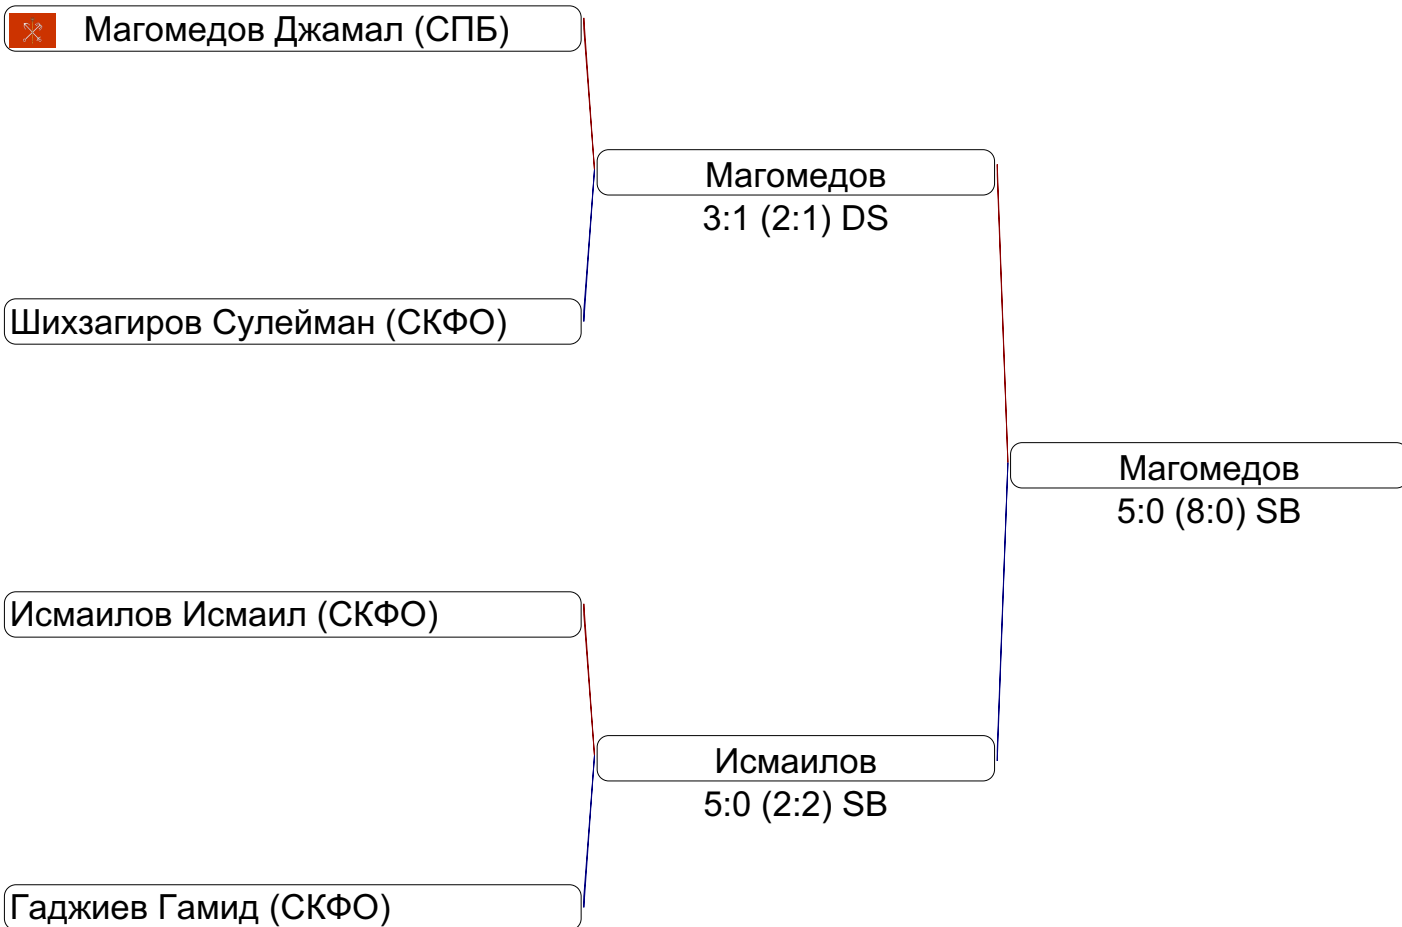 Магомедов Джамал (СПБ)
Магомедов
3:1 (2:1) DS
Шихзагиров Сулейман (СКФО)
Магомедов
5:0 (8:0) SB
Исмаилов Исмаил (СКФО)
Исмаилов
5:0 (2:2) SB
Гаджиев Гамид (СКФО)